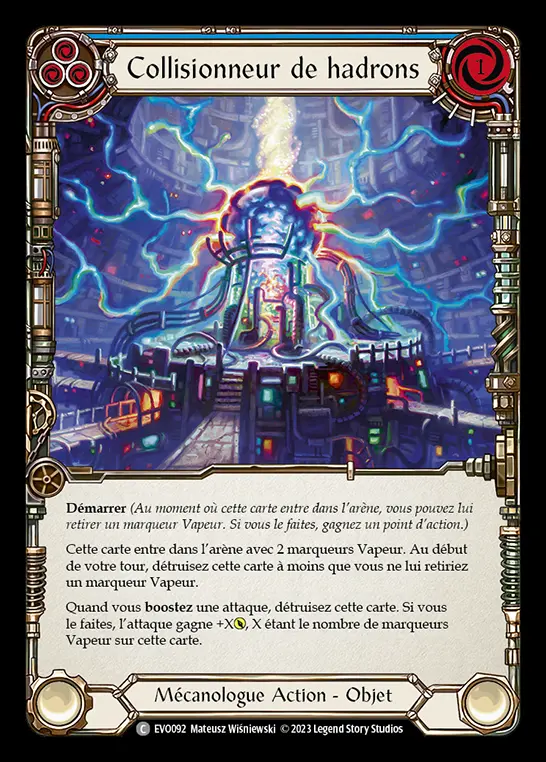 Collisionneur de hadrons
1
Démarrer (Au moment où cette carte entre dans l'arène, vous pouvez lui
retirer un marqueur Vapeur. Si vous le faites, gagnez un point d'action.)
Cette carte entre dans l'arène avec 2 marqueurs Vapeur. Au début
de votre tour, détruisez cette carte à moins que vous ne lui retiriez
un marqueur Vapeur.
Quand vous boostez une attaque, détruisez cette carte. Si vous
le faites, l'attaque gagne +X, X étant le nombre de marqueurs
Vapeur sur cette carte.
Mécanologue Action - Objet
C EVO092 Mateusz Wiśniewski © 2023 Legend Story Studios